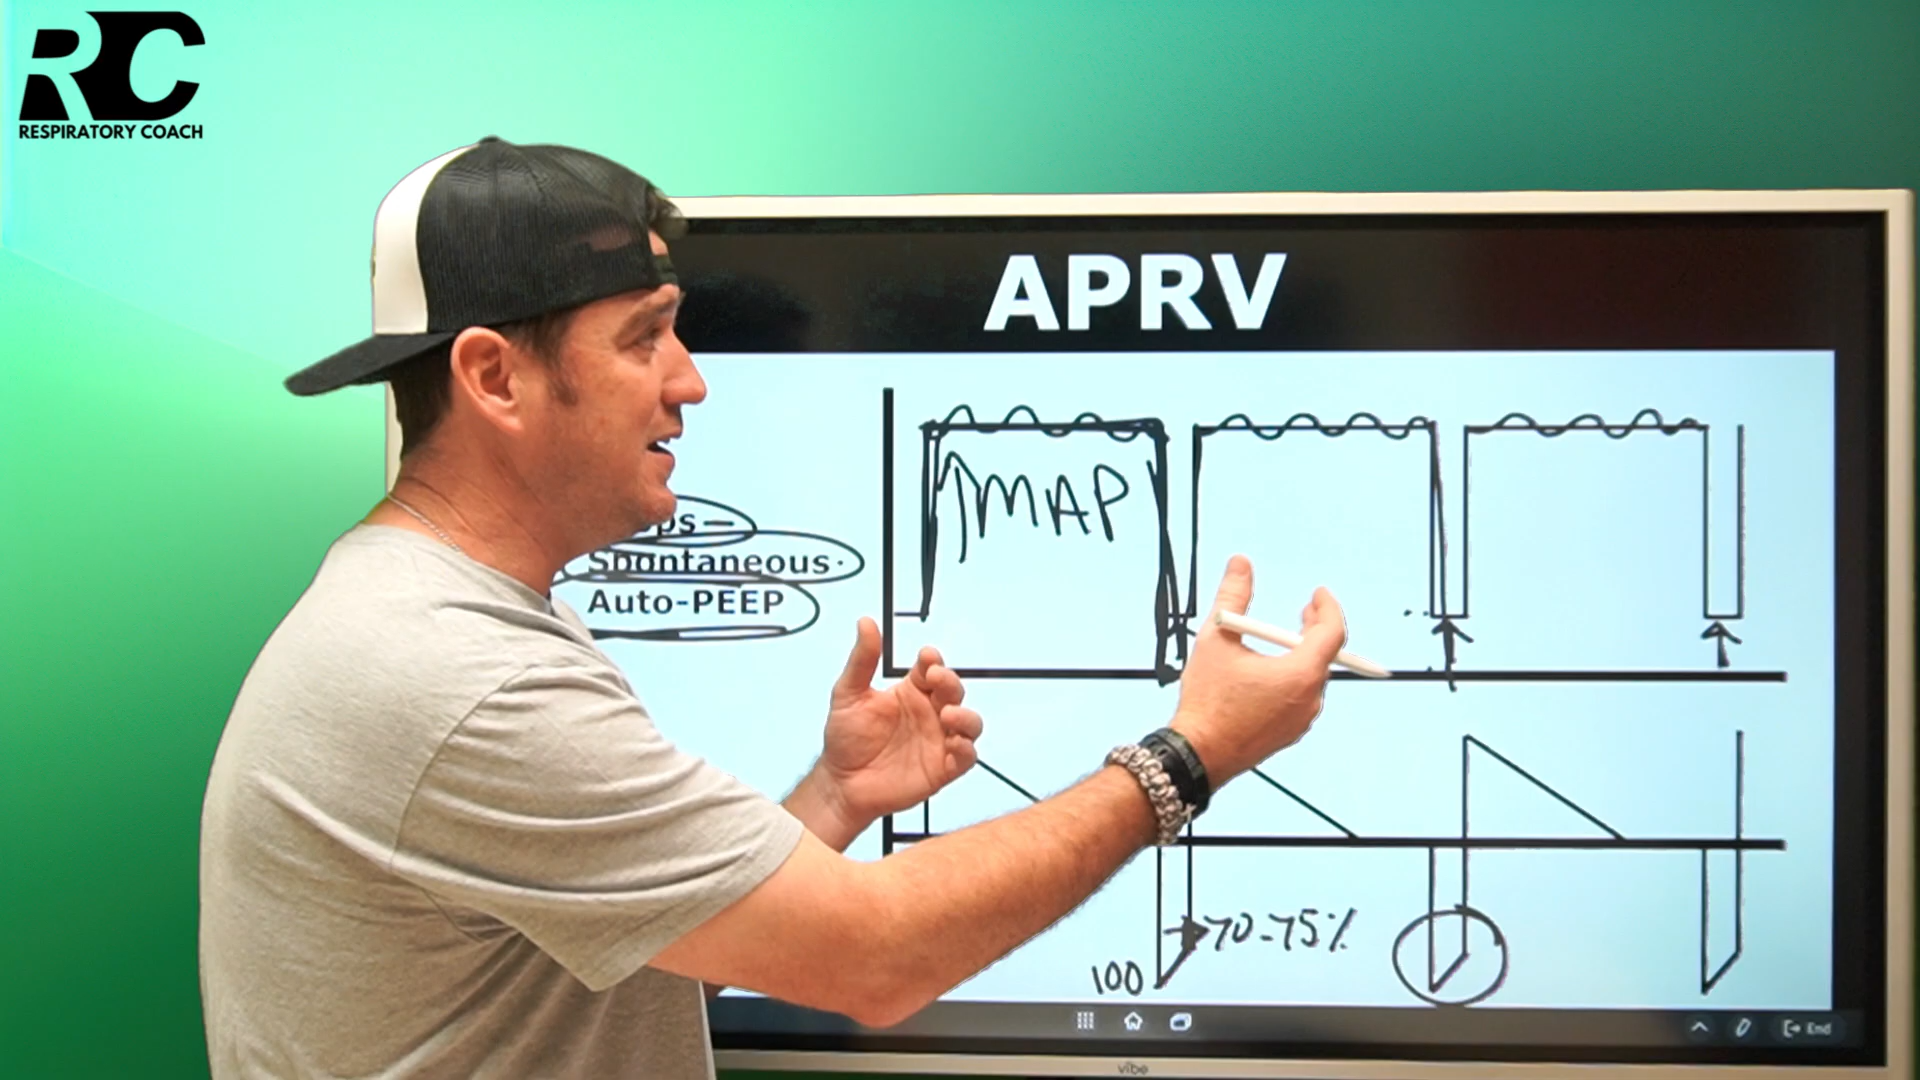 RC
RESPIRATORY COACH
APRV
Spontaneous
Auto-PEEP
↑MAP
70-75%
100
End
vibe